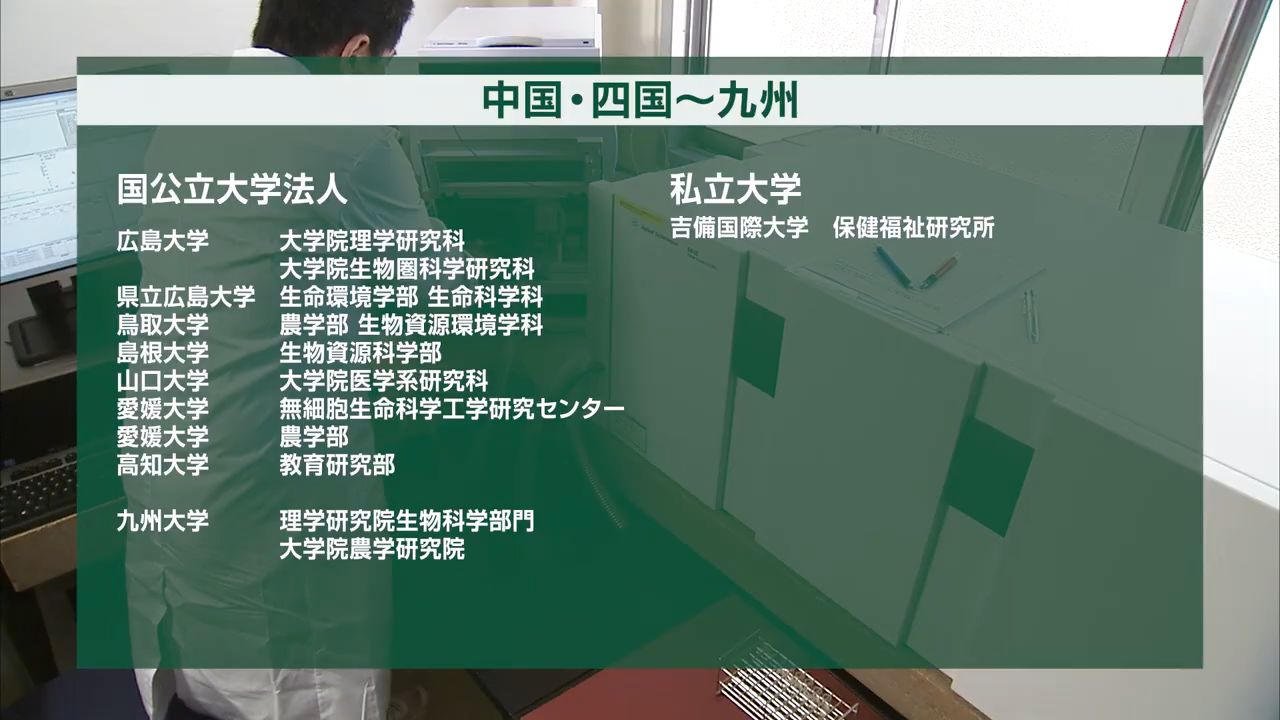 中国・四国～九州
国公立大学法人
広島大学 大学院理学研究科
大学院生物圏科学研究科
県立広島大学 生命環境学部 生命科学科
鳥取大学 農学部 生物資源環境学科
島根大学 生物資源科学部
山口大学 大学院医学系研究科
愛媛大学 無細胞生命科学工学研究センター
愛媛大学 農学部
高知大学 教育研究部
九州大学 理学研究院生物科学部門
大学院農学研究院
私立大学
吉備国際大学 保健福祉研究所